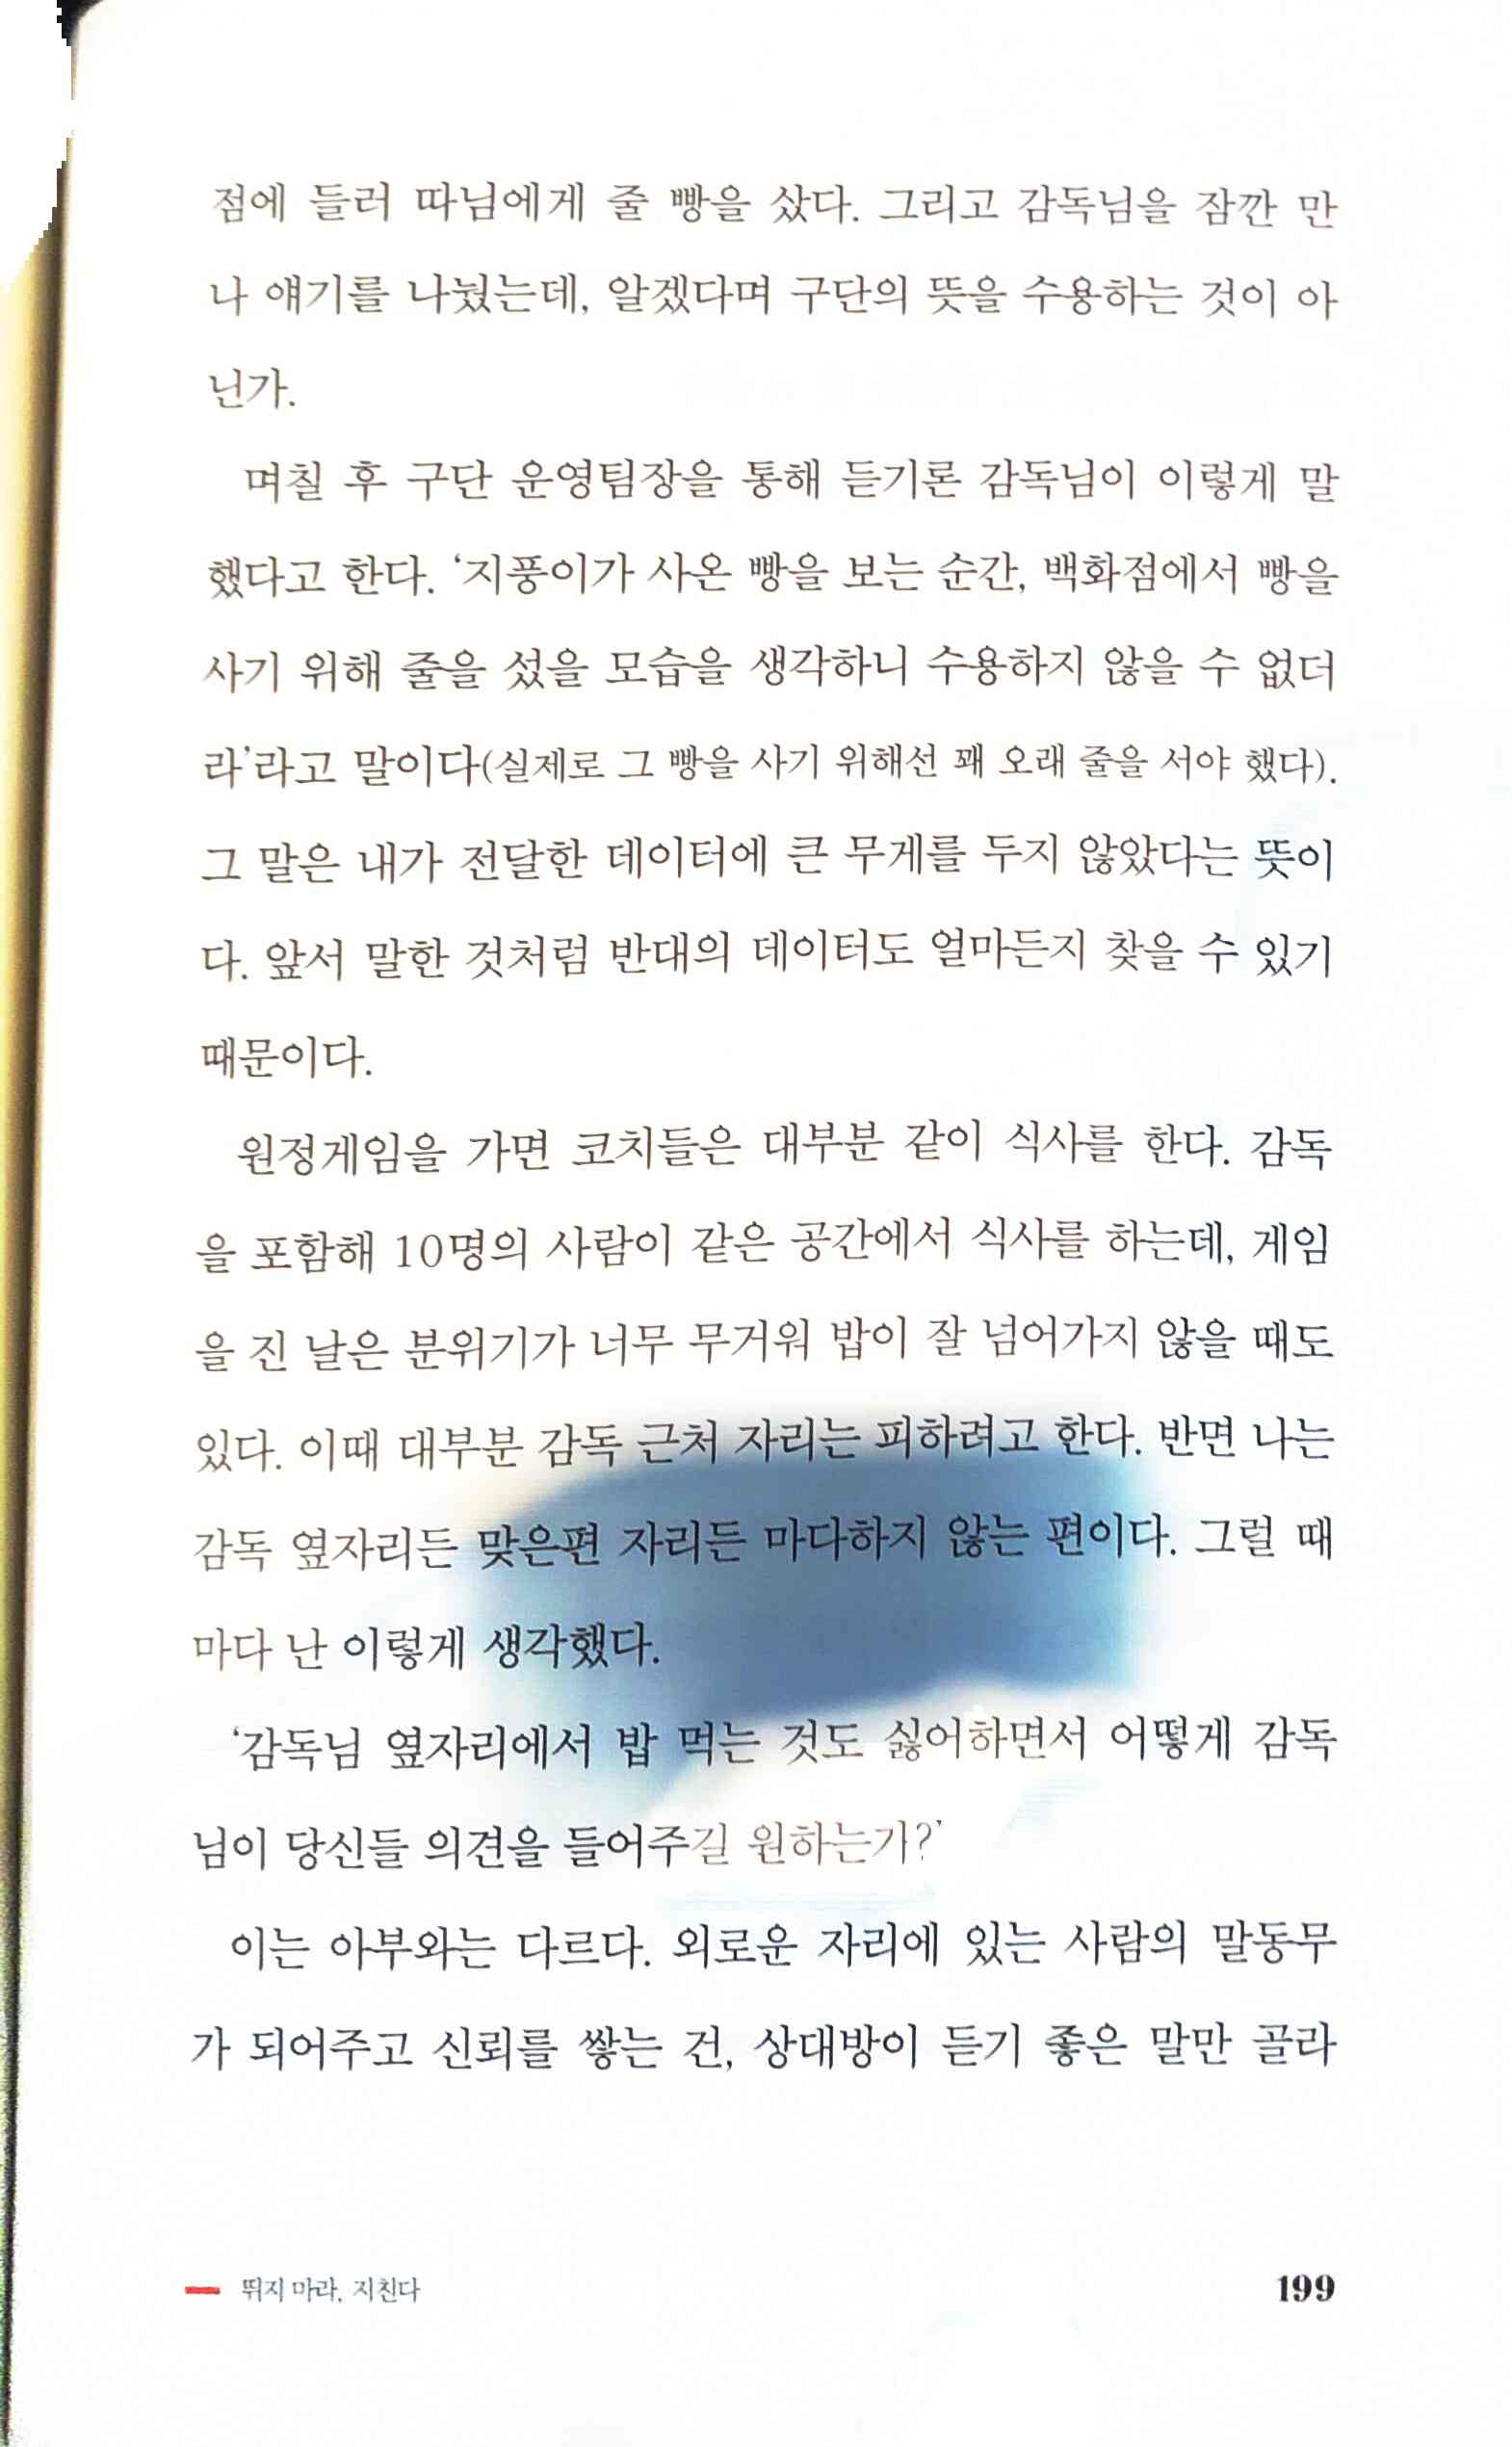 점에 들러 따님에게 줄 빵을 샀다. 그리고 감독님을 잠깐 만
나 얘기를 나눴는데, 알겠다며 구단의 뜻을 수용하는 것이 아
닌가.
며칠 후 구단 운영팀장을 통해 듣기론 감독님이 이렇게 말
했다고 한다. ‘지풍이가 사온 빵을 보는 순간, 백화점에서 빵을
사기 위해 줄을 섰을 모습을 생각하니 수용하지 않을 수 없더
라’라고 말이다(실제로 그 빵을 사기 위해선 꽤 오래 줄을 서야 했다).
그 말은 내가 전달한 데이터에 큰 무게를 두지 않았다는 뜻이
다. 앞서 말한 것처럼 반대의 데이터도 얼마든지 찾을 수 있기
때문이다.
원정게임을 가면 코치들은 대부분 같이 식사를 한다. 감독
을 포함해 10명의 사람이 같은 공간에서 식사를 하는데, 게임
을 진 날은 분위기가 너무 무거워 밥이 잘 넘어가지 않을 때도
있다. 이때 대부분 감독 근처 자리는 피하려고 한다. 반면 나는
감독 옆자리든 맞은편 자리든 마다하지 않는 편이다. 그럴 때
마다 난 이렇게 생각했다.
‘감독님 옆자리에서 밥 먹는 것도 싫어하면서 어떻게 감독
님이 당신들 의견을 들어주길 원하는가?’
이는 아부와는 다르다. 외로운 자리에 있는 사람의 말동무
가 되어주고 신뢰를 쌓는 건, 상대방이 듣기 좋은 말만 골라
뛰지 마라, 지친다
199